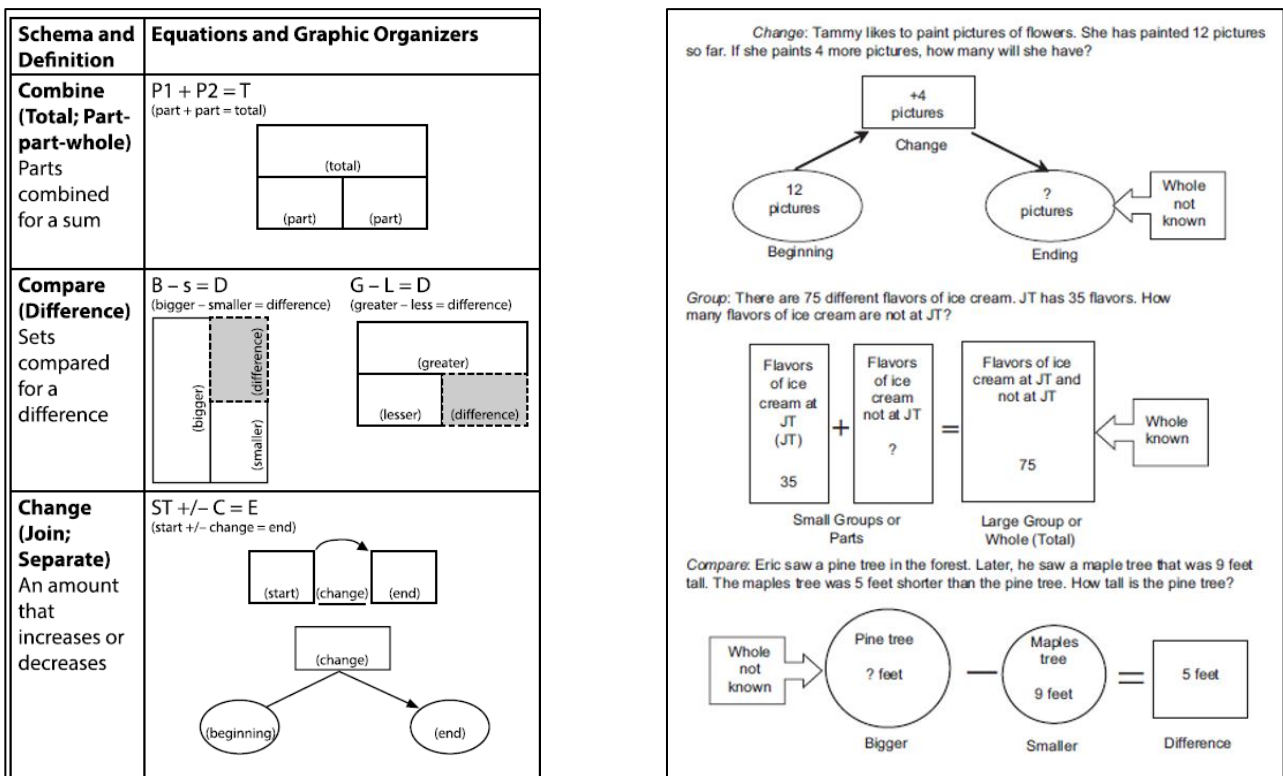 Schema and
Definition
Equations and Graphic Organizers
Combine
(Total; Part-
part-whole)
Parts
combined
for a sum
P1 + P2 = T
(part + part = total)
(total)
(part) (part)
Compare
(Difference)
Sets
compared
for a
difference
B – s = D
(bigger – smaller = difference)
(bigger)
(difference)
(smaller)
G – L = D
(greater – less = difference)
(greater)
(lesser) (difference)
Change
(Join;
Separate)
An amount
that
increases or
decreases
ST +/– C = E
(start +/– change = end)
(start) (change) (end)
(change)
(beginning) (end)
Change: Tammy likes to paint pictures of flowers. She has painted 12 pictures
so far. If she paints 4 more pictures, how many will she have?
+4
pictures
Change
12
pictures
Beginning
?
pictures
Ending
Whole
not
known
Group: There are 75 different flavors of ice cream. JT has 35 flavors. How
many flavors of ice cream are not at JT?
Flavors
of ice
cream at
JT
(JT)
35
+
Flavors
of ice
cream
not at JT
?
=
Flavors of ice
cream at JT and
not at JT
75
Whole
known
Small Groups or
Parts
Large Group or
Whole (Total)
Compare: Eric saw a pine tree in the forest. Later, he saw a maple tree that was 9 feet
tall. The maples tree was 5 feet shorter than the pine tree. How tall is the pine tree?
Whole
not
known
Pine tree
? feet
Bigger
—
Maples
tree
9 feet
Smaller
=
5 feet
Difference